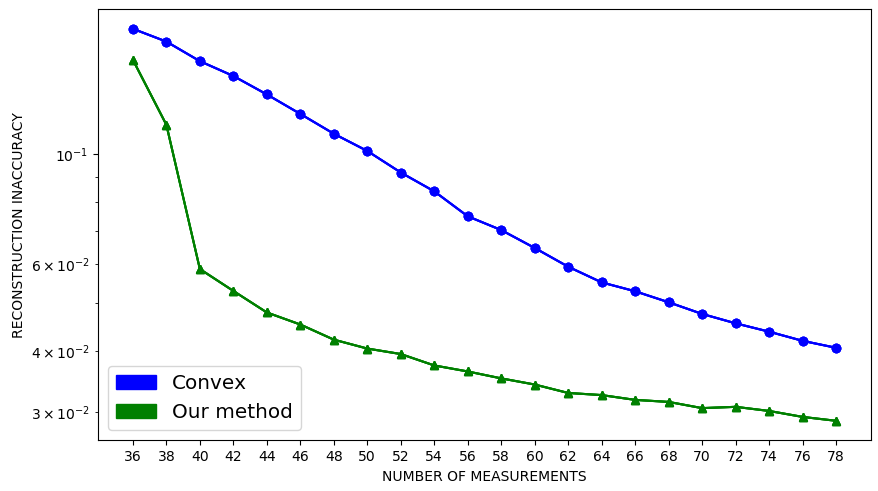 RECONSTRUCTION INACCURACY
10⁻¹
6 × 10⁻²
4 × 10⁻²
3 × 10⁻²
Convex
Our method
36 38 40 42 44 46 48 50 52 54 56 58 60 62 64 66 68 70 72 74 76 78
NUMBER OF MEASUREMENTS